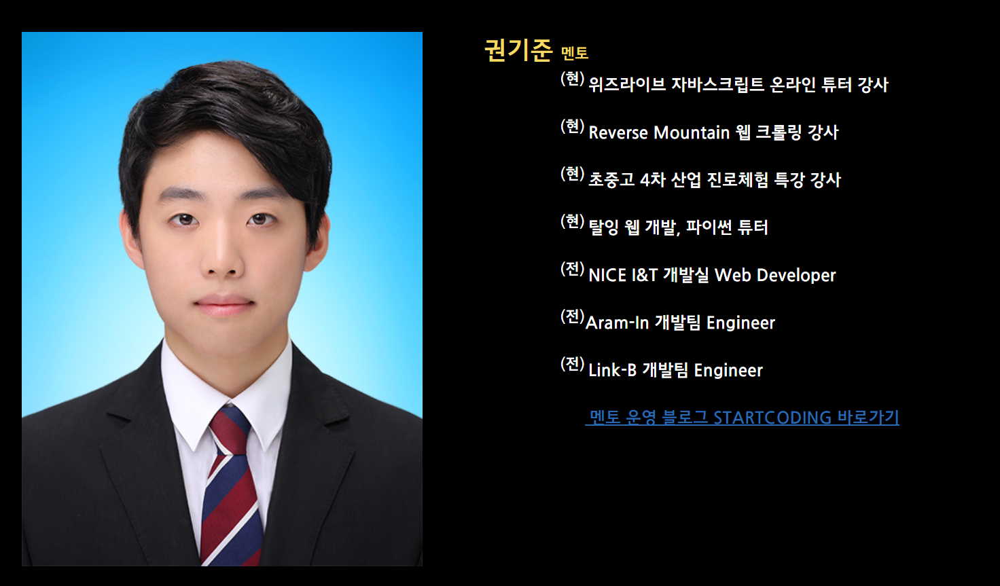 권기준 멘토
(현) 위즈라이브 자바스크립트 온라인 튜터 강사
(현) Reverse Mountain 웹 크롤링 강사
(현) 초중고 4차 산업 진로체험 특강 강사
(현) 탈잉 웹 개발, 파이썬 튜터
(전) NICE I&T 개발실 Web Developer
(전) Aram-In 개발팀 Engineer
(전) Link-B 개발팀 Engineer
멘토 운영 블로그 STARTCODING 바로가기